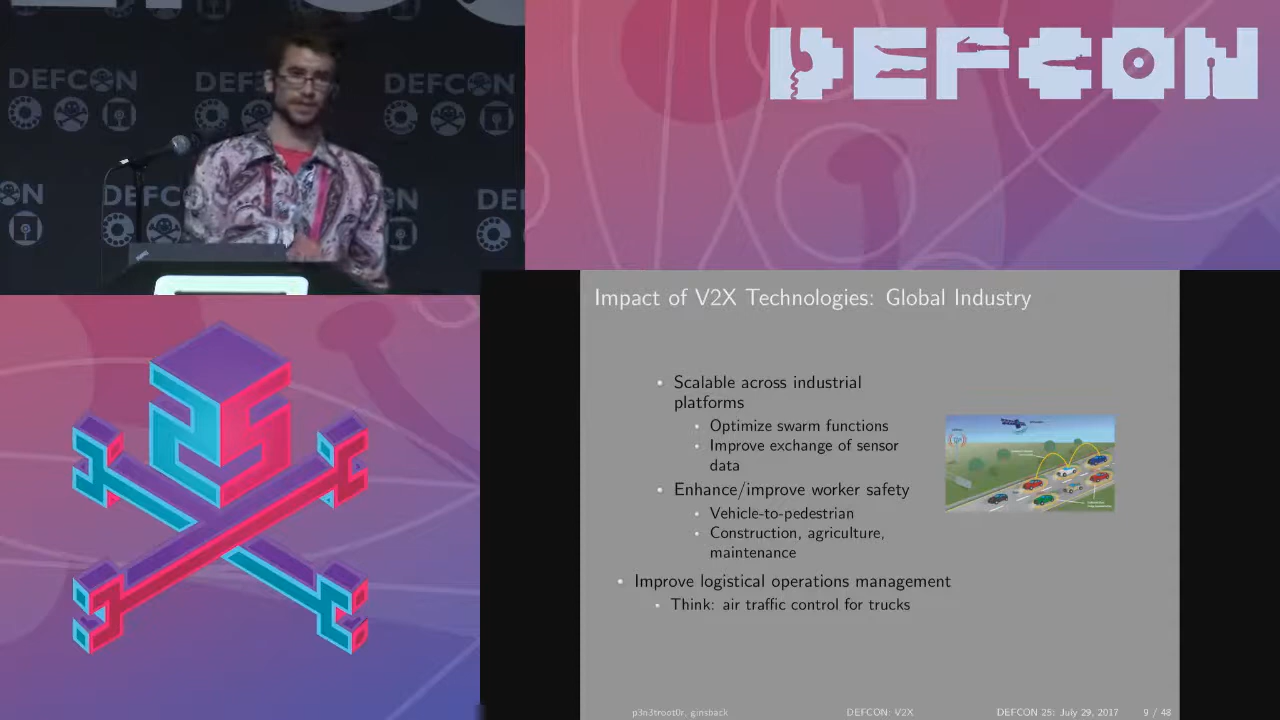 DEFCON
DEFCON
DEFCON
DEFCON
Impact of V2X Technologies: Global Industry
• Scalable across industrial
platforms
• Optimize swarm functions
• Improve exchange of sensor
data
• Enhance/improve worker safety
• Vehicle-to-pedestrian
• Construction, agriculture,
maintenance
• Improve logistical operations management
• Think: air traffic control for trucks
p3n3troot0r, ginsback
DEFCON: V2X
DEFCON 25: July 29, 2017
9 / 48